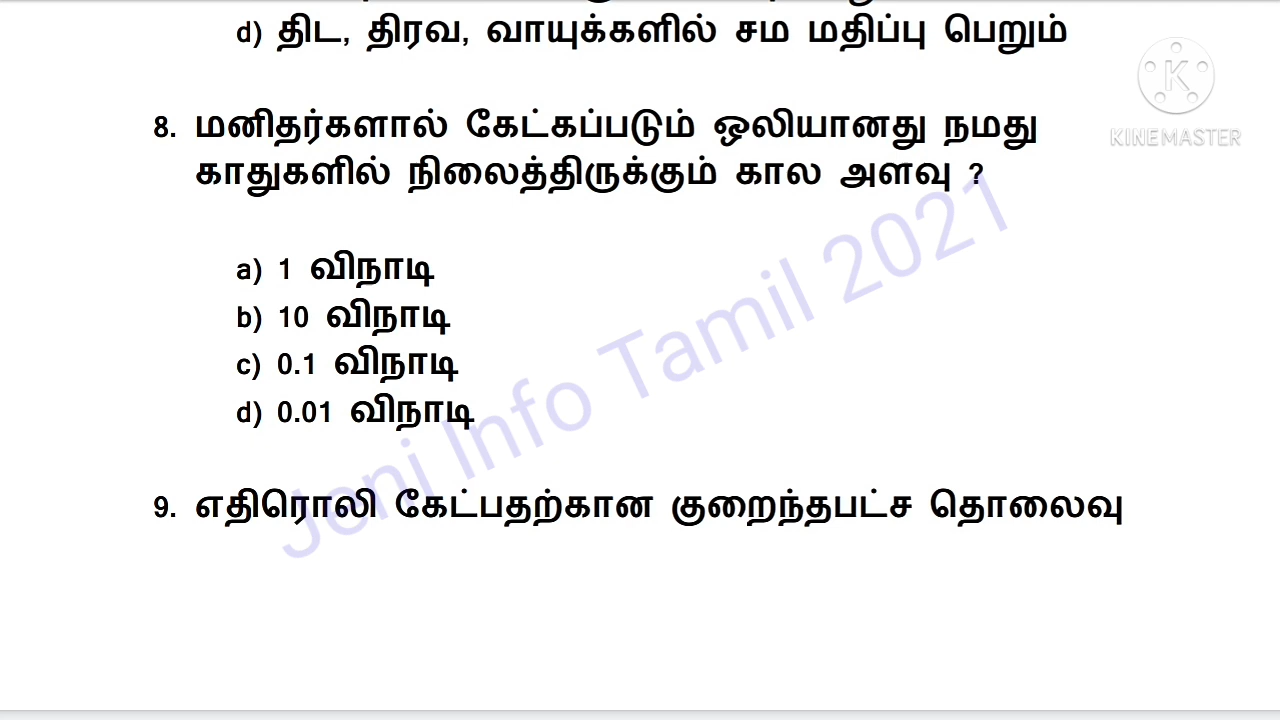 d) திட, திரவ, வாயுக்களில் சம மதிப்பு பெறும்
K
KINEMASTER
8. மனிதர்களால் கேட்கப்படும் ஒலியானது நமது
காதுகளில் நிலைத்திருக்கும் கால அளவு ?
a) 1 விநாடி
b) 10 விநாடி
c) 0.1 விநாடி
d) 0.01 விநாடி
Joni Info Tamil 2021
9. எதிரொலி கேட்பதற்கான குறைந்தபட்ச தொலைவு